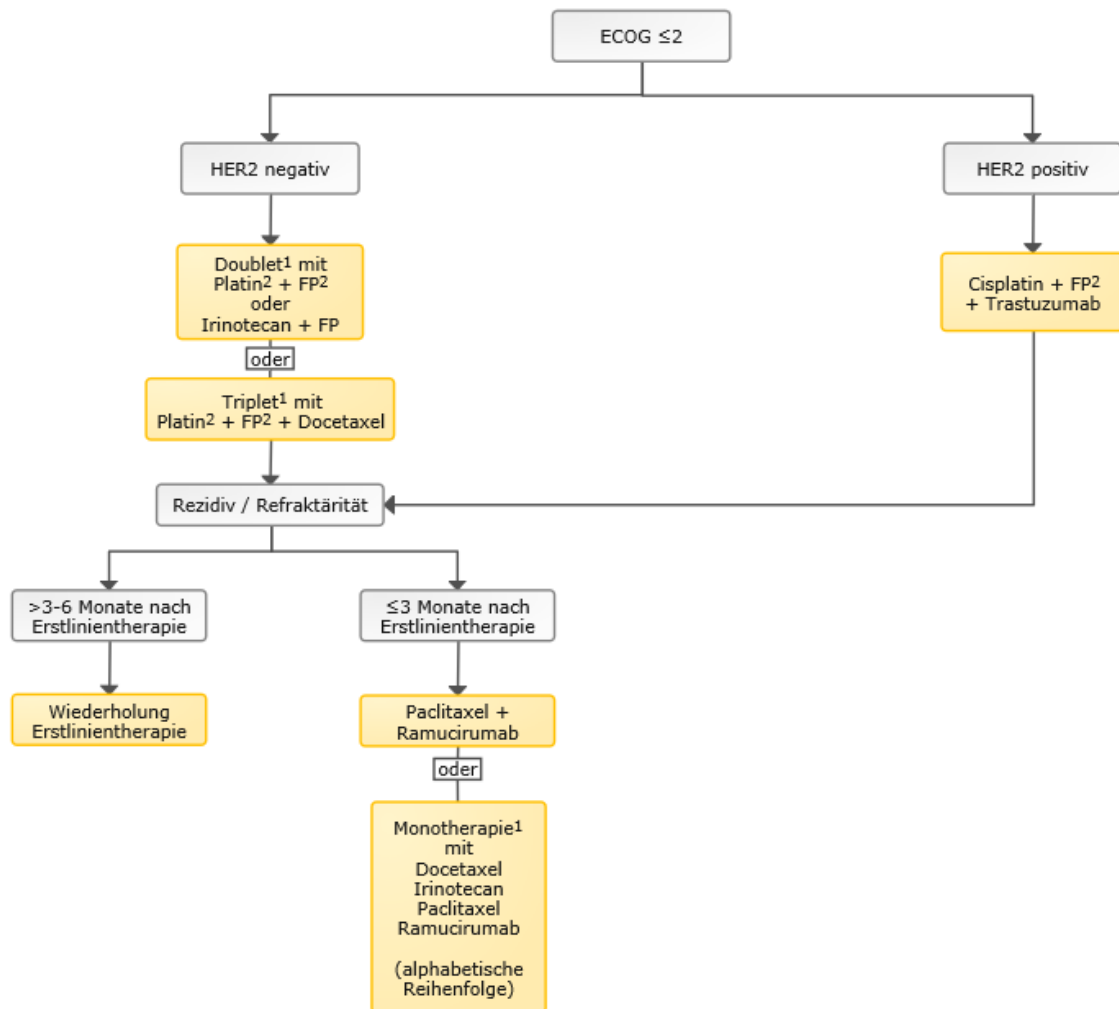 ECOG ≤2
HER2 negativ
HER2 positiv
Doublet¹ mit
Platin² + FP²
oder
Irinotecan + FP
Cisplatin + FP²
+ Trastuzumab
oder
Triplet¹ mit
Platin² + FP² + Docetaxel
Rezidiv / Refraktärität
>3-6 Monate nach
Erstlinientherapie
≤3 Monate nach
Erstlinientherapie
Wiederholung
Erstlinientherapie
Paclitaxel +
Ramucirumab
oder
Monotherapie¹
mit
Docetaxel
Irinotecan
Paclitaxel
Ramucirumab
(alphabetische
Reihenfolge)